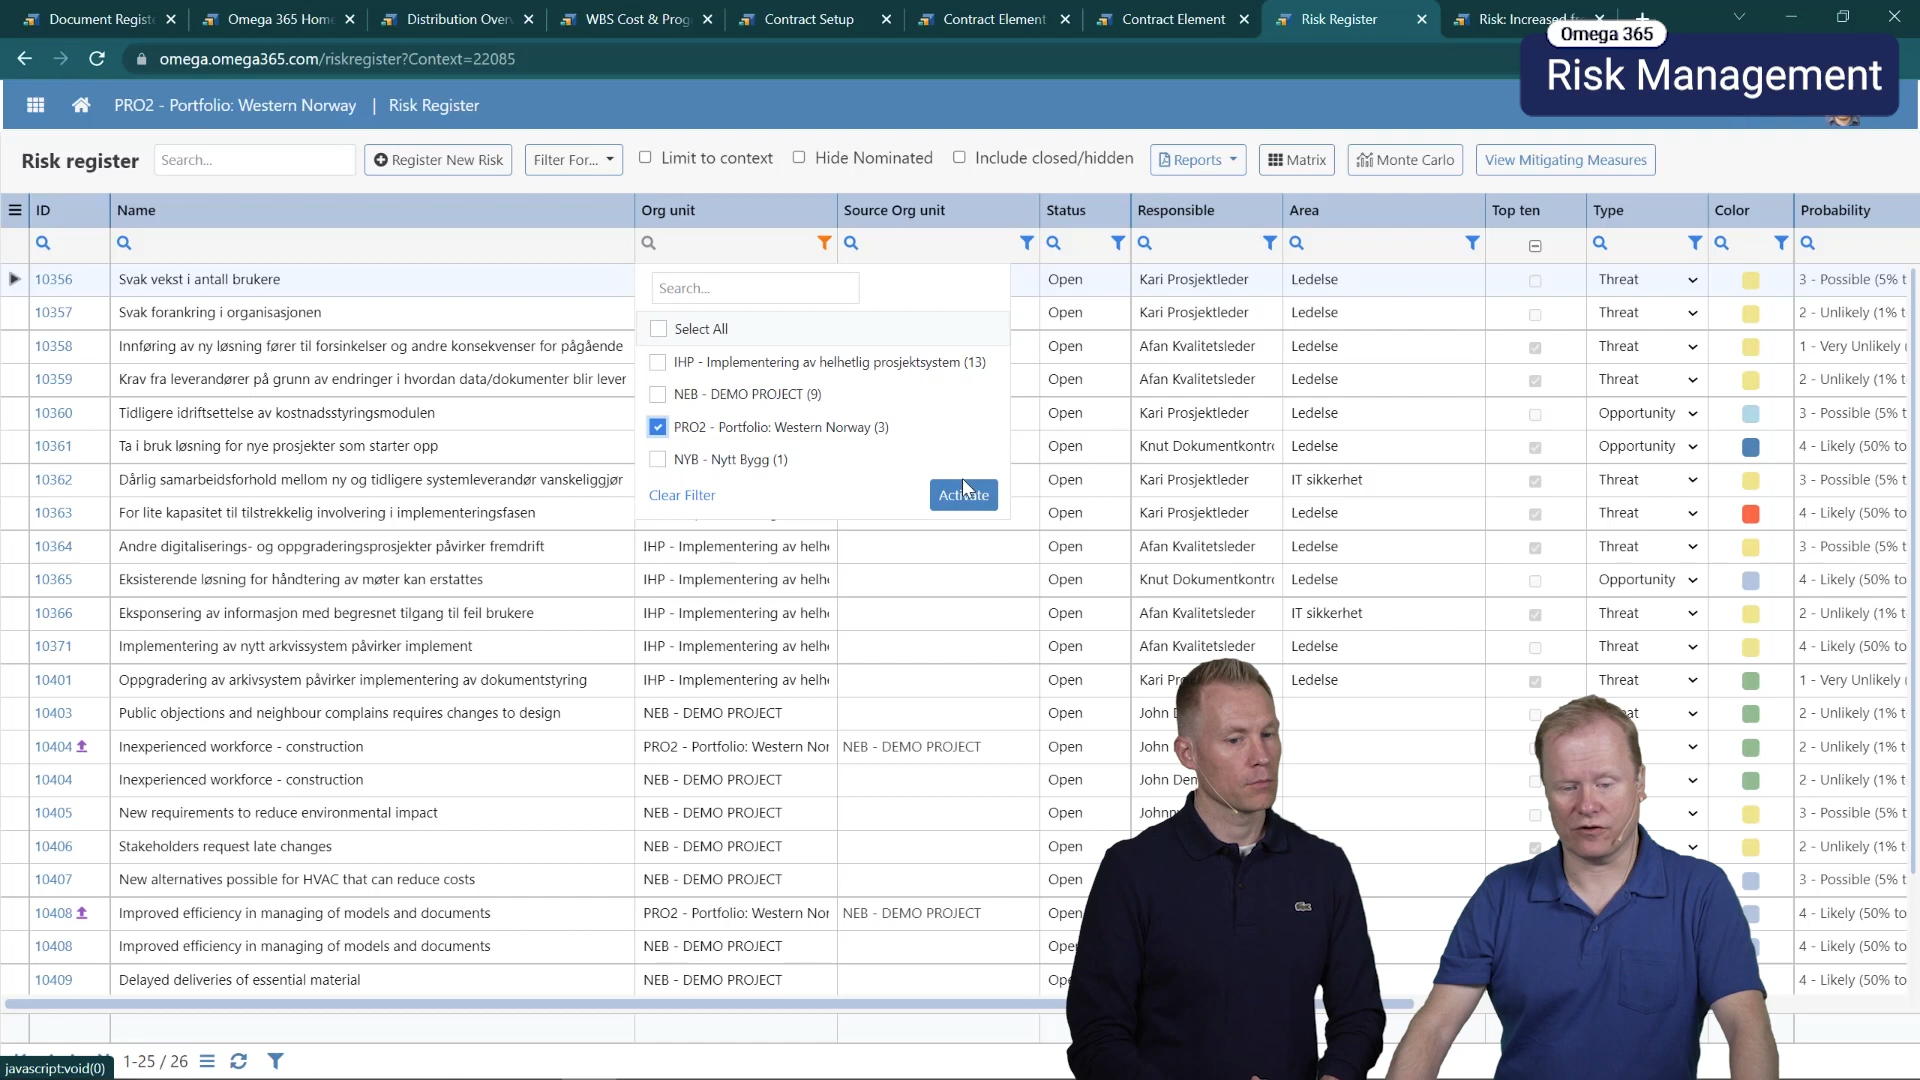 Document Registe
Omega 365 Home
Distribution Over
WBS Cost & Prog
Contract Setup
Contract Element
Contract Element
Risk Register
Risk: Increased fr
omega.omega365.com/riskregister?Context=22085
Omega 365
Risk Management
PRO2 - Portfolio: Western Norway | Risk Register
Risk register
Search...
Register New Risk
Filter For...
Limit to context
Hide Nominated
Include closed/hidden
Reports
Matrix
Monte Carlo
View Mitigating Measures
ID Name Org unit Source Org unit Status Responsible Area Top ten Type Color Probability
Search...
Select All
IHP - Implementering av helhetlig prosjektsystem (13)
NEB - DEMO PROJECT (9)
PRO2 - Portfolio: Western Norway (3)
NYB - Nytt Bygg (1)
Clear Filter
Activate
10356 Svak vekst i antall brukere Open Kari Prosjektleder Ledelse Threat 3 - Possible (5% t
10357 Svak forankring i organisasjonen Open Kari Prosjektleder Ledelse Threat 2 - Unlikely (1% t
10358 Innføring av ny løsning fører til forsinkelser og andre konsekvenser for pågående Open Afan Kvalitetsleder Ledelse Threat 1 - Very Unlikely (
10359 Krav fra leverandører på grunn av endringer i hvordan data/dokumenter blir lever Open Afan Kvalitetsleder Ledelse Threat 2 - Unlikely (1% t
10360 Tidligere idriftsettelse av kostnadsstyringsmodulen Open Kari Prosjektleder Ledelse Opportunity 3 - Possible (5% t
10361 Ta i bruk løsning for nye prosjekter som starter opp Open Knut Dokumentkontro Ledelse Opportunity 4 - Likely (50% to
10362 Dårlig samarbeidsforhold mellom ny og tidligere systemleverandør vanskeliggjør Open Kari Prosjektleder IT sikkerhet Threat 3 - Possible (5% t
10363 For lite kapasitet til tilstrekkelig involvering i implementeringsfasen Open Kari Prosjektleder Ledelse Threat 4 - Likely (50% to
10364 Andre digitaliserings- og oppgraderingsprosjekter påvirker fremdrift IHP - Implementering av helhe Open Afan Kvalitetsleder Ledelse Threat 3 - Possible (5% t
10365 Eksisterende løsning for håndtering av møter kan erstattes IHP - Implementering av helhe Open Knut Dokumentkontro Ledelse Opportunity 4 - Likely (50% to
10366 Eksponsering av informasjon med begresnet tilgang til feil brukere IHP - Implementering av helhe Open Afan Kvalitetsleder IT sikkerhet Threat 2 - Unlikely (1% t
10371 Implementering av nytt arkvissystem påvirker implement IHP - Implementering av helhe Open Afan Kvalitetsleder Ledelse Threat 4 - Likely (50% to
10401 Oppgradering av arkivsystem påvirker implementering av dokumentstyring IHP - Implementering av helhe Open Kari Pro Ledelse Threat 1 - Very Unlikely (
10403 Public objections and neighbour complains requires changes to design NEB - DEMO PROJECT Open John D eat 2 - Unlikely (1% t
10404 Inexperienced workforce - construction PRO2 - Portfolio: Western Nor NEB - DEMO PROJECT Open John 2 - Unlikely (1% t
10404 Inexperienced workforce - construction NEB - DEMO PROJECT Open John Den 2 - Unlikely (1% t
10405 New requirements to reduce environmental impact NEB - DEMO PROJECT Open Johnn 3 - Possible (5% t
10406 Stakeholders request late changes NEB - DEMO PROJECT Open 2 - Unlikely (1% t
10407 New alternatives possible for HVAC that can reduce costs NEB - DEMO PROJECT Open 3 - Possible (5% t
10408 Improved efficiency in managing of models and documents PRO2 - Portfolio: Western Nor NEB - DEMO PROJECT Open 4 - Likely (50% to
10408 Improved efficiency in managing of models and documents NEB - DEMO PROJECT Ope 4 - Likely (50% to
10409 Delayed deliveries of essential material NEB - DEMO PROJECT Open 4 - Likely (50% to
1-25 / 26
javascript:void(0)